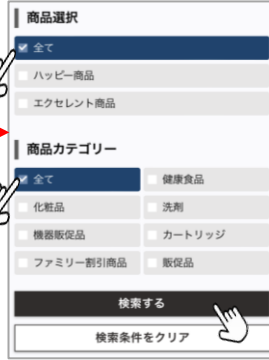 商品選択
全て
ハッピー商品
エクセレント商品
商品カテゴリー
全て 健康食品
化粧品 洗剤
機器販促品 カートリッジ
ファミリー割引商品 販促品
検索する
検索条件をクリア